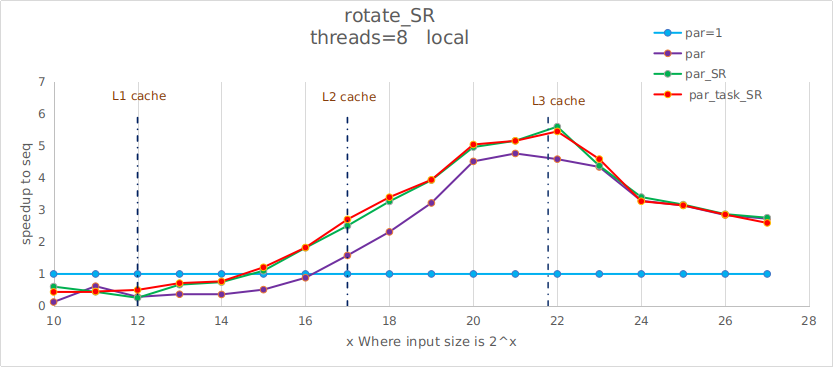 rotate_SR
threads=8 local
par=1
par
par_SR
par_task_SR
L1 cache
L2 cache
L3 cache
speedup to seq
7
6
5
4
3
2
1
0
10 12 14 16 18 20 22 24 26 28
x Where input size is 2^x